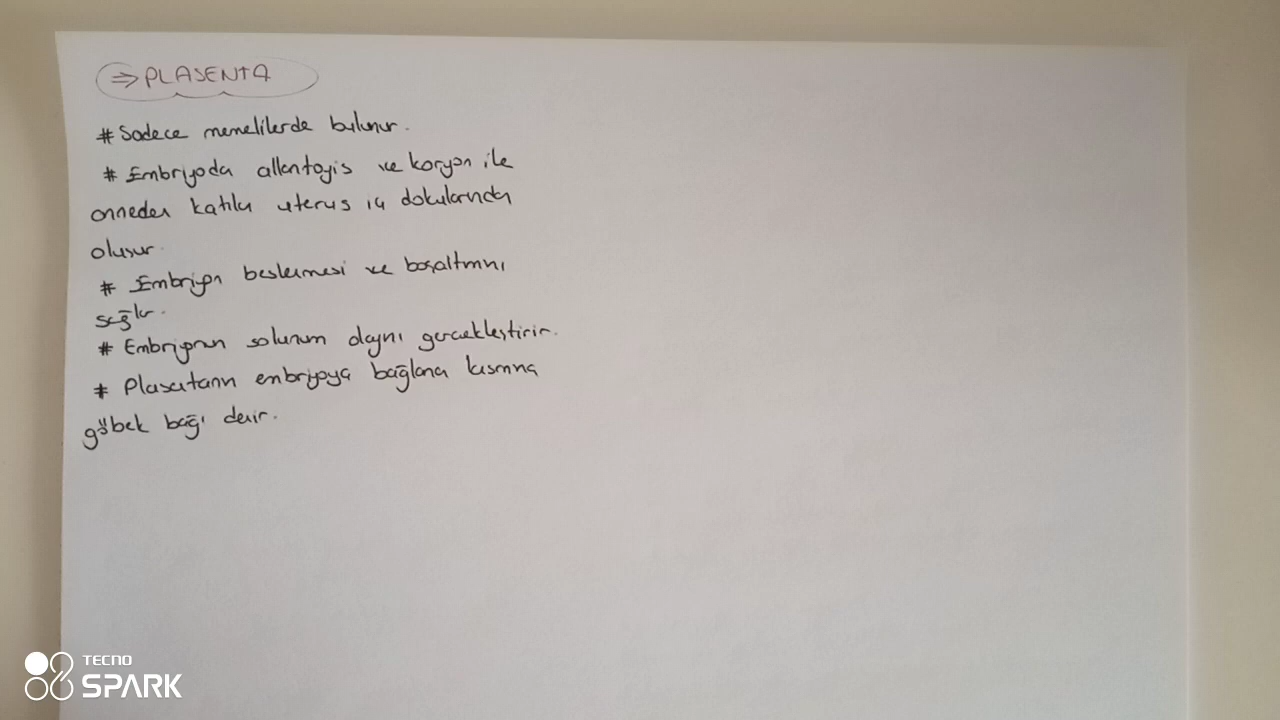 ⇒ PLASENTA
# Sadece memelilerde bulunur.
# Embriyoda allantoyis ve koryon ile
anneden katılan uterus iç dokularından
oluşur.
# Embriyon beslenmesi ve boşaltımını
sağlar.
# Embriyonun solunum olayını gerçekleştirir.
# Plasentanın embriyoya bağlanan kısmına
göbek bağı denir.
TECNO
SPARK